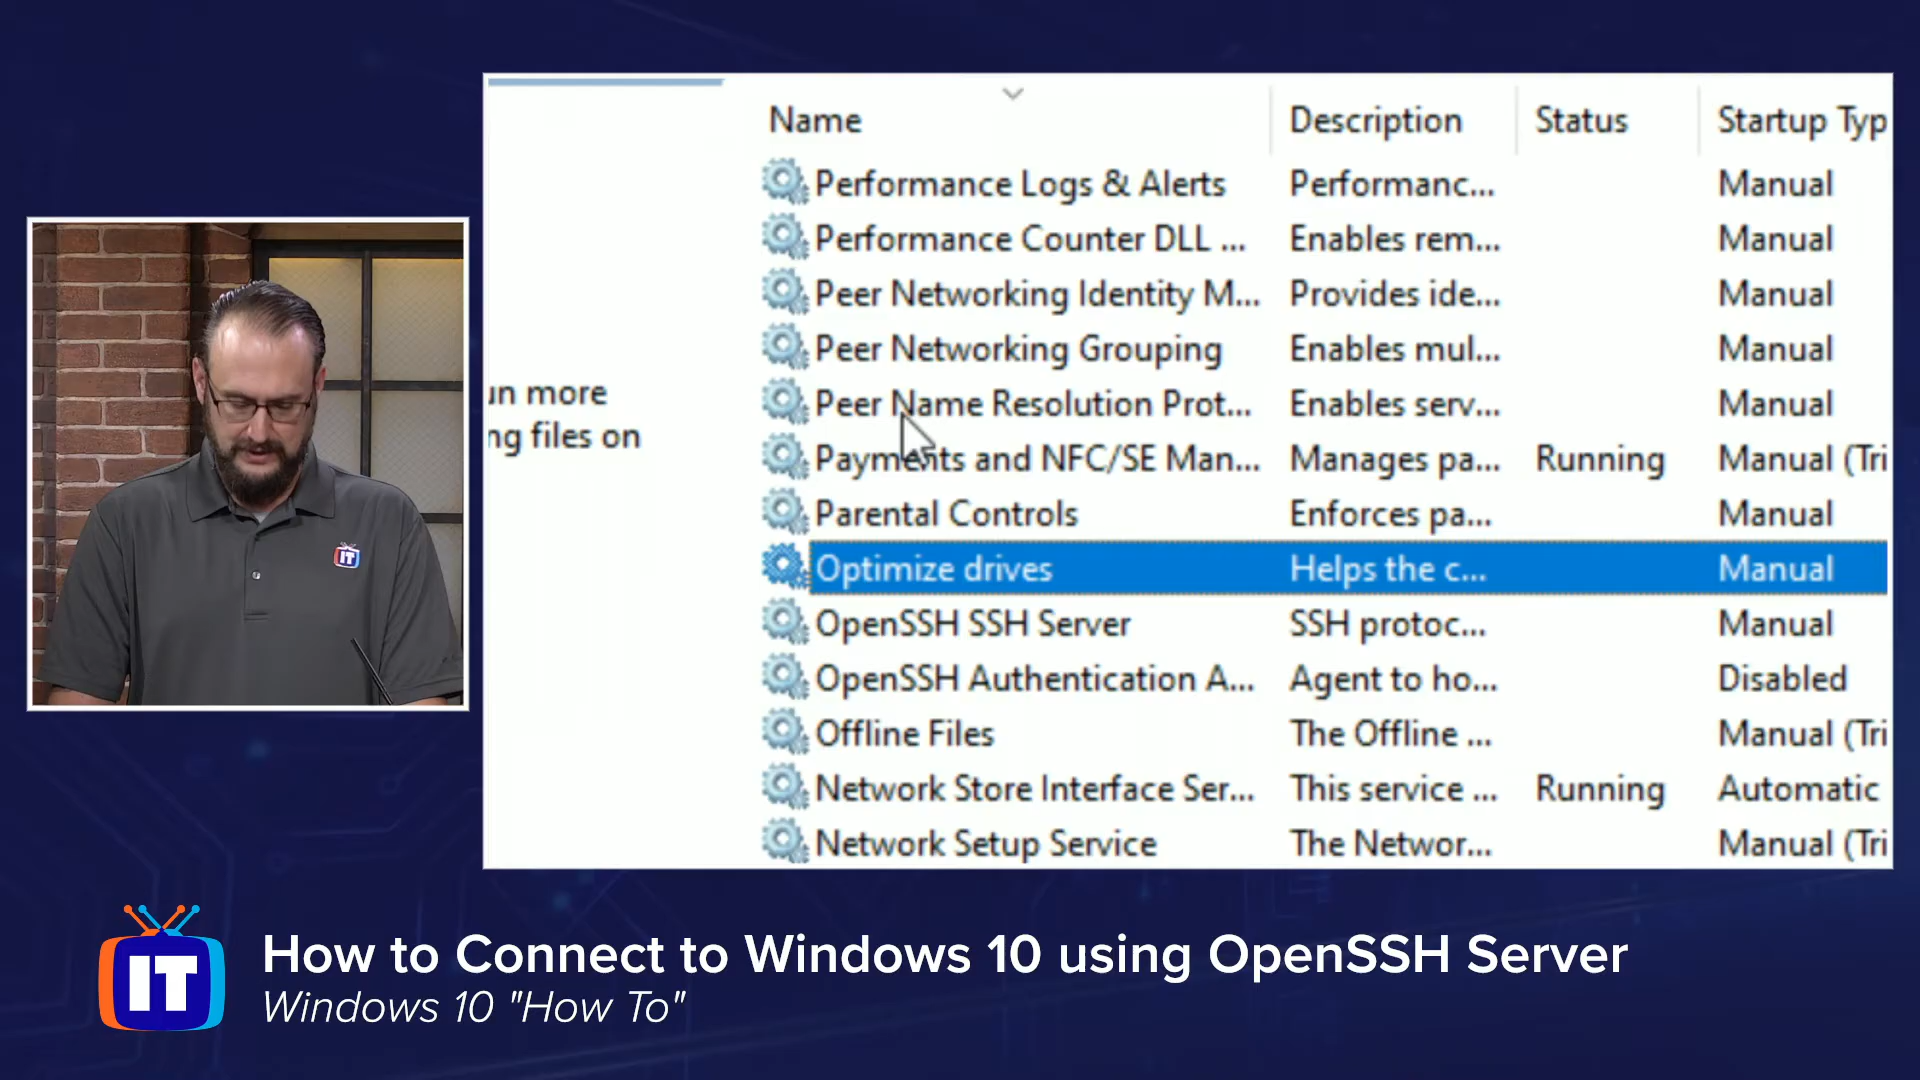 Name Description Status Startup Typ
Performance Logs & Alerts Performanc... Manual
Performance Counter DLL ... Enables rem... Manual
Peer Networking Identity M... Provides ide... Manual
Peer Networking Grouping Enables mul... Manual
Peer Name Resolution Prot... Enables serv... Manual
Payments and NFC/SE Man... Manages pa... Running Manual (Tri
Parental Controls Enforces pa... Manual
Optimize drives Helps the c... Manual
OpenSSH SSH Server SSH protoc... Manual
OpenSSH Authentication A... Agent to ho... Disabled
Offline Files The Offline ... Manual (Tri
Network Store Interface Ser... This service ... Running Automatic
Network Setup Service The Networ... Manual (Tri
un more
ng files on
IT
IT
How to Connect to Windows 10 using OpenSSH Server
Windows 10 "How To"